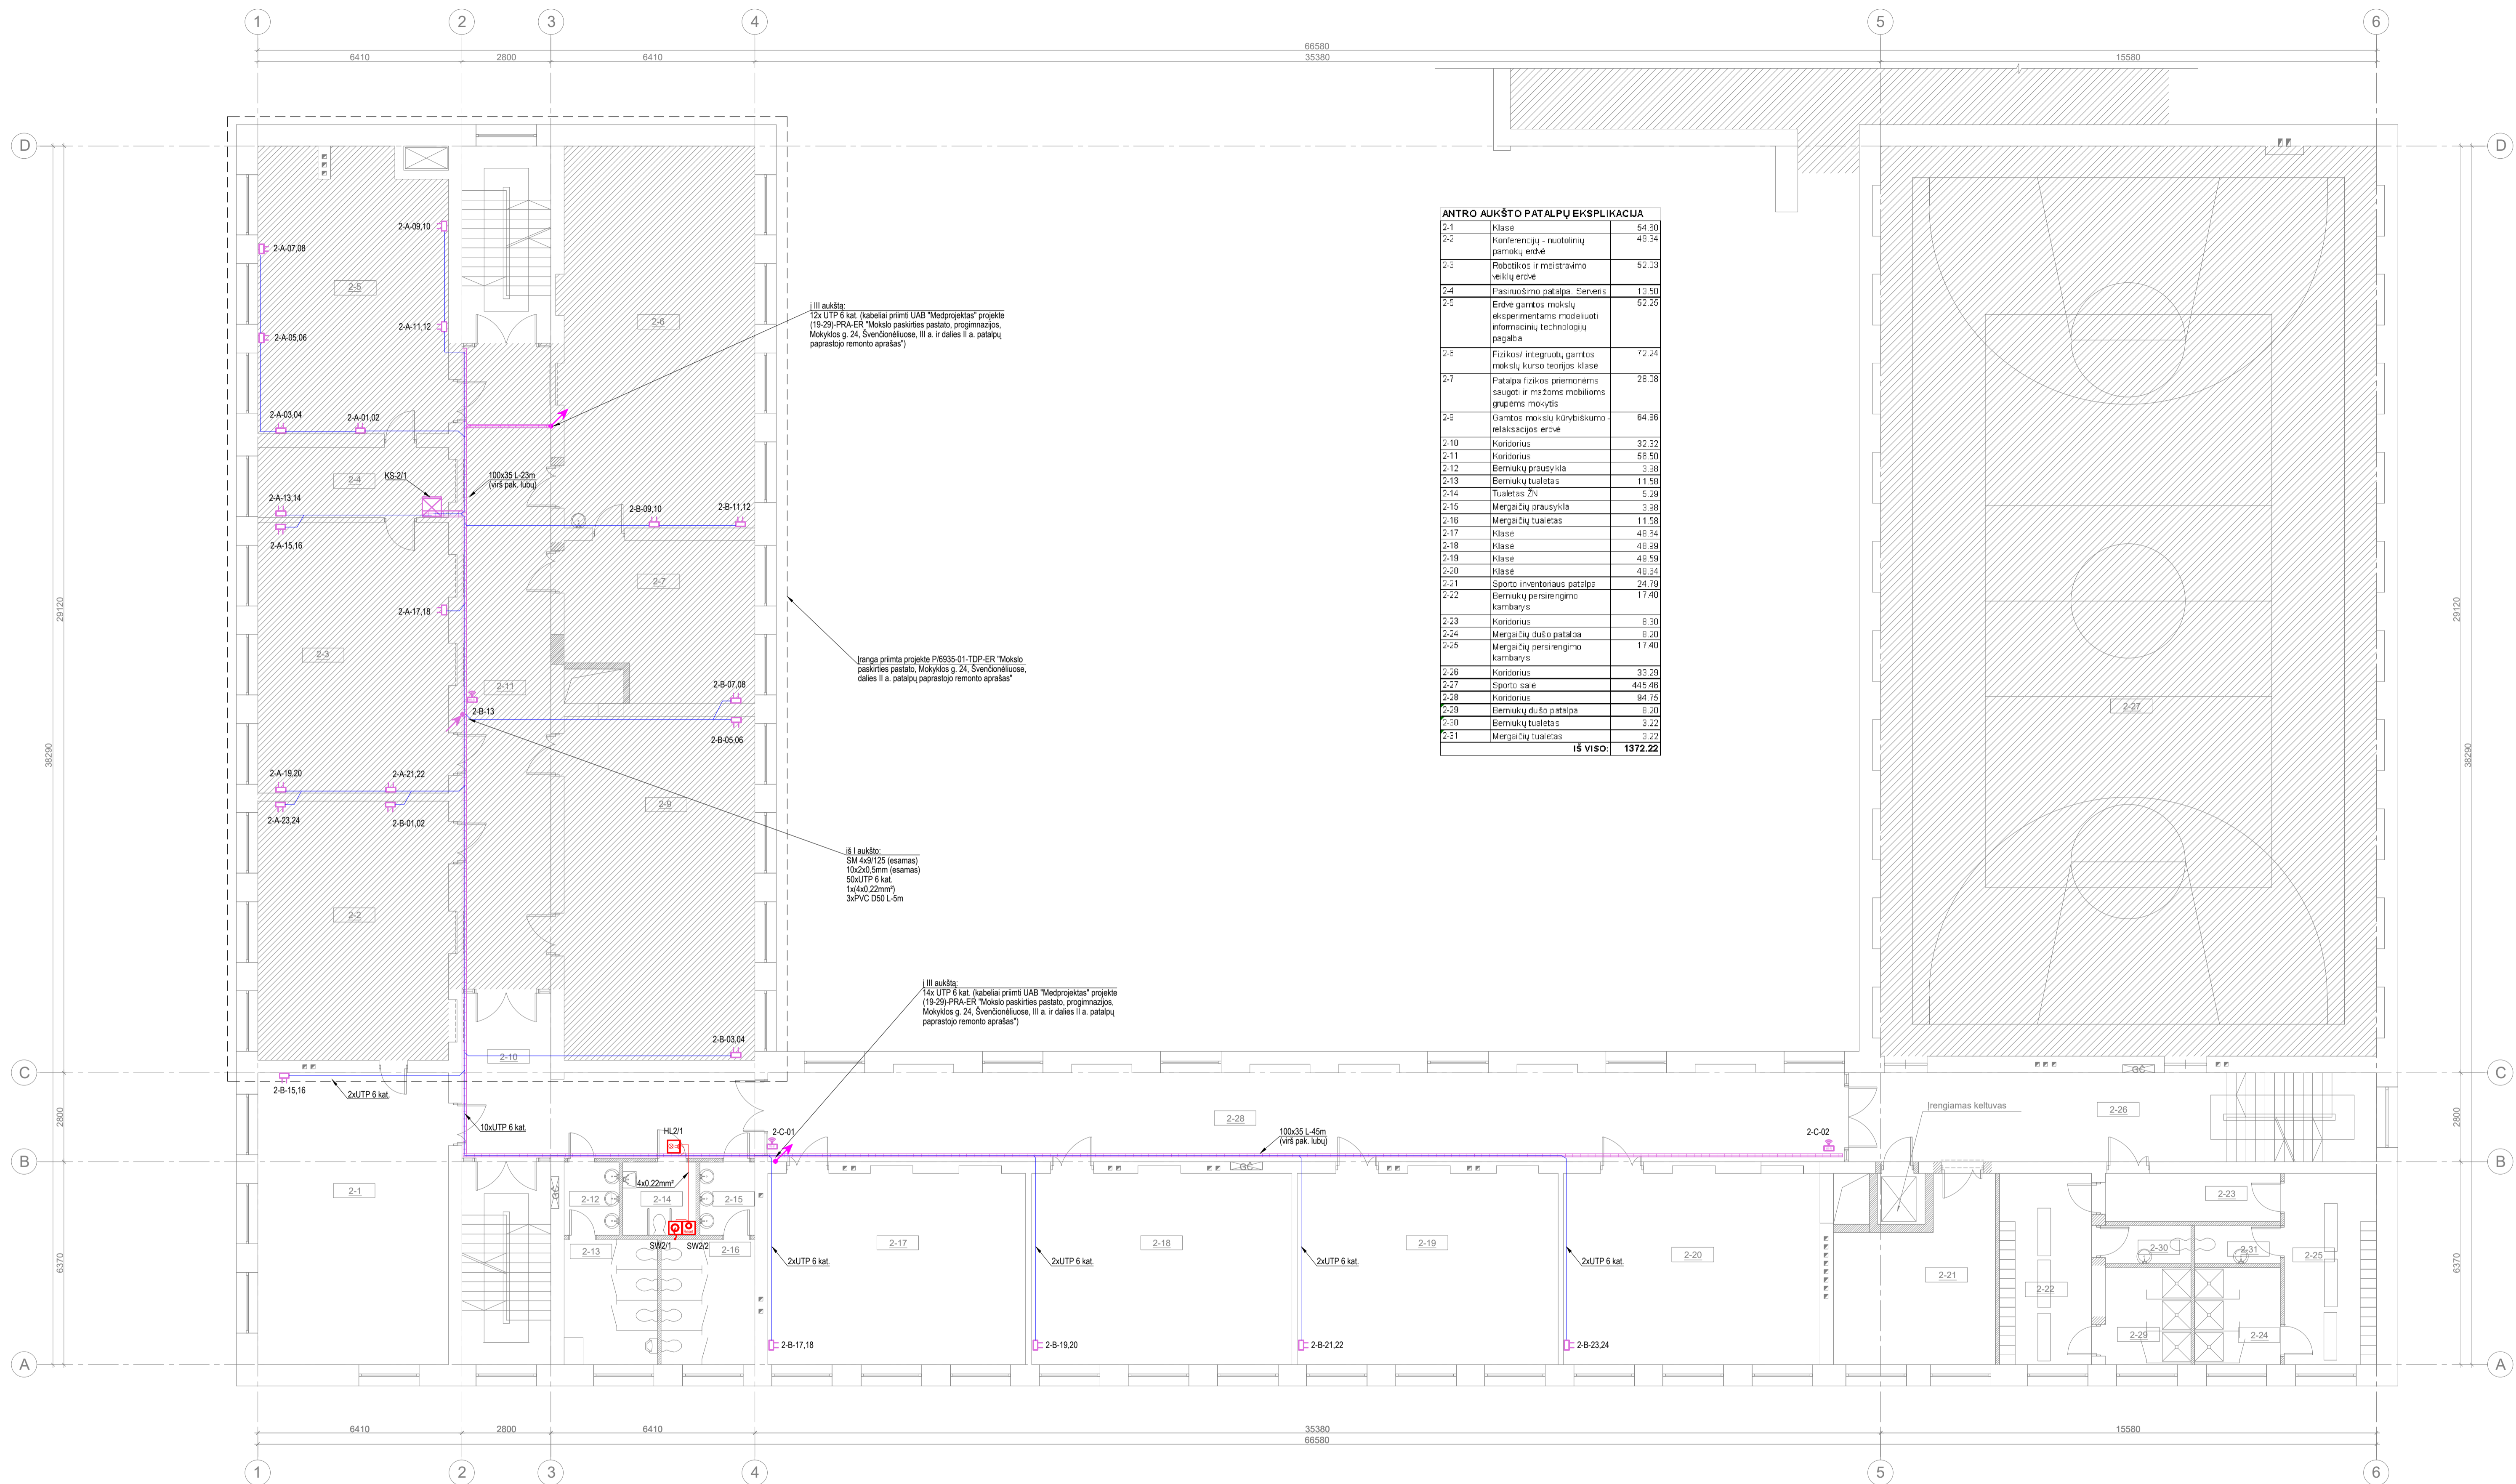 1
2
3
4
5
6
66580
6410
2800
6410
35380
15580
D
D
ANTRO AUKŠTO PATALPŲ EKSPLIKACIJA
2-1 Klasė 54.60
2-2 Konferencijų - nuotolinių 49.34
pamokų erdvė
2-3 Robotikos ir meistravimo 52.03
veiklų erdvė
2-4 Pasiruošimo patalpa. Serveris 13.50
2-5 Erdvė gamtos mokslų 52.25
eksperimentams modeliuoti
informacinių technologijų
pagalba
2-6 Fizikos/ integruotų gamtos 72.24
mokslų kurso teorijos klasė
2-7 Patalpa fizikos priemonėms 28.08
saugoti ir mažoms mobilioms
grupėms mokytis
2-9 Gamtos mokslų kūrybiškumo - 64.86
relaksacijos erdvė
2-10 Koridorius 32.32
2-11 Koridorius 56.50
2-12 Berniukų prausykla 3.98
2-13 Berniukų tualetas 11.58
2-14 Tualetas ŽN 5.29
2-15 Mergaičių prausykla 3.98
2-16 Mergaičių tualetas 11.58
2-17 Klasė 48.64
2-18 Klasė 48.99
2-19 Klasė 49.59
2-20 Klasė 48.64
2-21 Sporto inventoriaus patalpa 24.79
2-22 Berniukų persirengimo 17.40
kambarys
2-23 Koridorius 8.30
2-24 Mergaičių dušo patalpa 8.20
2-25 Mergaičių persirengimo 17.40
kambarys
2-26 Koridorius 33.29
2-27 Sporto salė 445.46
2-28 Koridorius 94.75
2-29 Berniukų dušo patalpa 8.20
2-30 Berniukų tualetas 3.22
2-31 Mergaičių tualetas 3.22
IŠ VISO: 1372.22
2-A-09,10
2-A-07,08
2-5
2-6
2-A-11,12
2-A-05,06
į III aukštą:
12x UTP 6 kat. (kabeliai priimti UAB "Medprojektas" projekte
(19-29)-PRA-ER "Mokslo paskirties pastato, progimnazijos,
Mokyklos g. 24, Švenčionėliuose, III a. ir dalies II a. patalpų
paprastojo remonto aprašas")
2-A-03,04
2-A-01,02
2-4
KS-2/1
100x35 L-23m
(virš pak. lubų)
2-A-13,14
2-A-15,16
2-B-09,10
2-B-11,12
2-7
2-A-17,18
2-3
Įranga priimta projekte P/6935-01-TDP-ER "Mokslo
paskirties pastato, Mokyklos g. 24, Švenčionėliuose,
dalies II a. patalpų paprastojo remonto aprašas"
2-11
2-B-07,08
2-B-13
2-B-05,06
2-27
29120
38290
29120
38290
2-A-19,20
2-A-21,22
2-9
2-A-23,24
2-B-01,02
iš I aukšto:
SM 4x9/125 (esamas)
10x2x0,5mm (esamas)
50xUTP 6 kat.
1x(4x0,22mm²)
3xPVC D50 L-5m
2-2
į III aukštą:
14x UTP 6 kat. (kabeliai priimti UAB "Medprojektas" projekte
(19-29)-PRA-ER "Mokslo paskirties pastato, progimnazijos,
Mokyklos g. 24, Švenčionėliuose, III a. ir dalies II a. patalpų
paprastojo remonto aprašas")
2-B-03,04
2-10
C
C
GČ
2-B-15,16
2xUTP 6 kat.
2800
2800
10xUTP 6 kat.
HL2/1
2-C-01
2-28
100x35 L-45m
(virš pak. lubų)
2-C-02
Įrengiamas keltuvas
2-26
B
B
GČ
GČ
2-1
2-12
4x0,22mm²
2-14
2-15
2-23
2-13
SW2/1
SW2/2
2-16
2-17
2-18
2-19
2-20
2-30
2-31
2-25
2xUTP 6 kat.
2xUTP 6 kat.
2xUTP 6 kat.
2xUTP 6 kat.
2-21
2-22
6370
6370
2-29
2-24
2-B-17,18
2-B-19,20
2-B-21,22
2-B-23,24
A
A
6410
2800
6410
35380
15580
66580
1
2
3
4
5
6